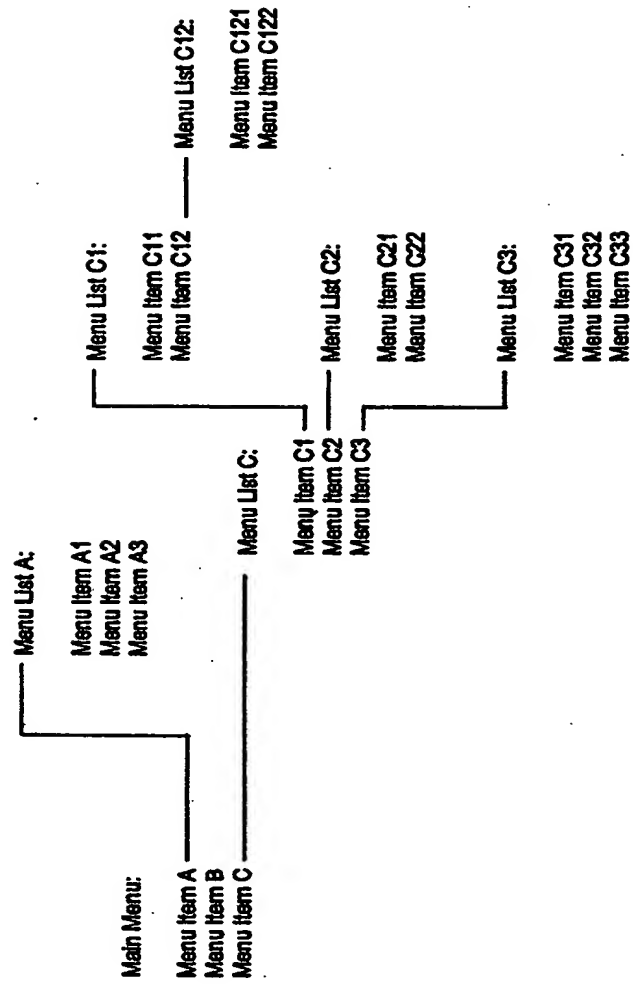 Main Menu:
Menu Item A
Menu Item B
Menu Item C
Menu List A:
Menu Item A1
Menu Item A2
Menu Item A3
Menu List C:
Menu Item C1
Menu Item C2
Menu Item C3
Menu List C1:
Menu Item C11
Menu Item C12
Menu List C2:
Menu Item C21
Menu Item C22
Menu List C3:
Menu Item C31
Menu Item C32
Menu Item C33
Menu List C12:
Menu Item C121
Menu Item C122